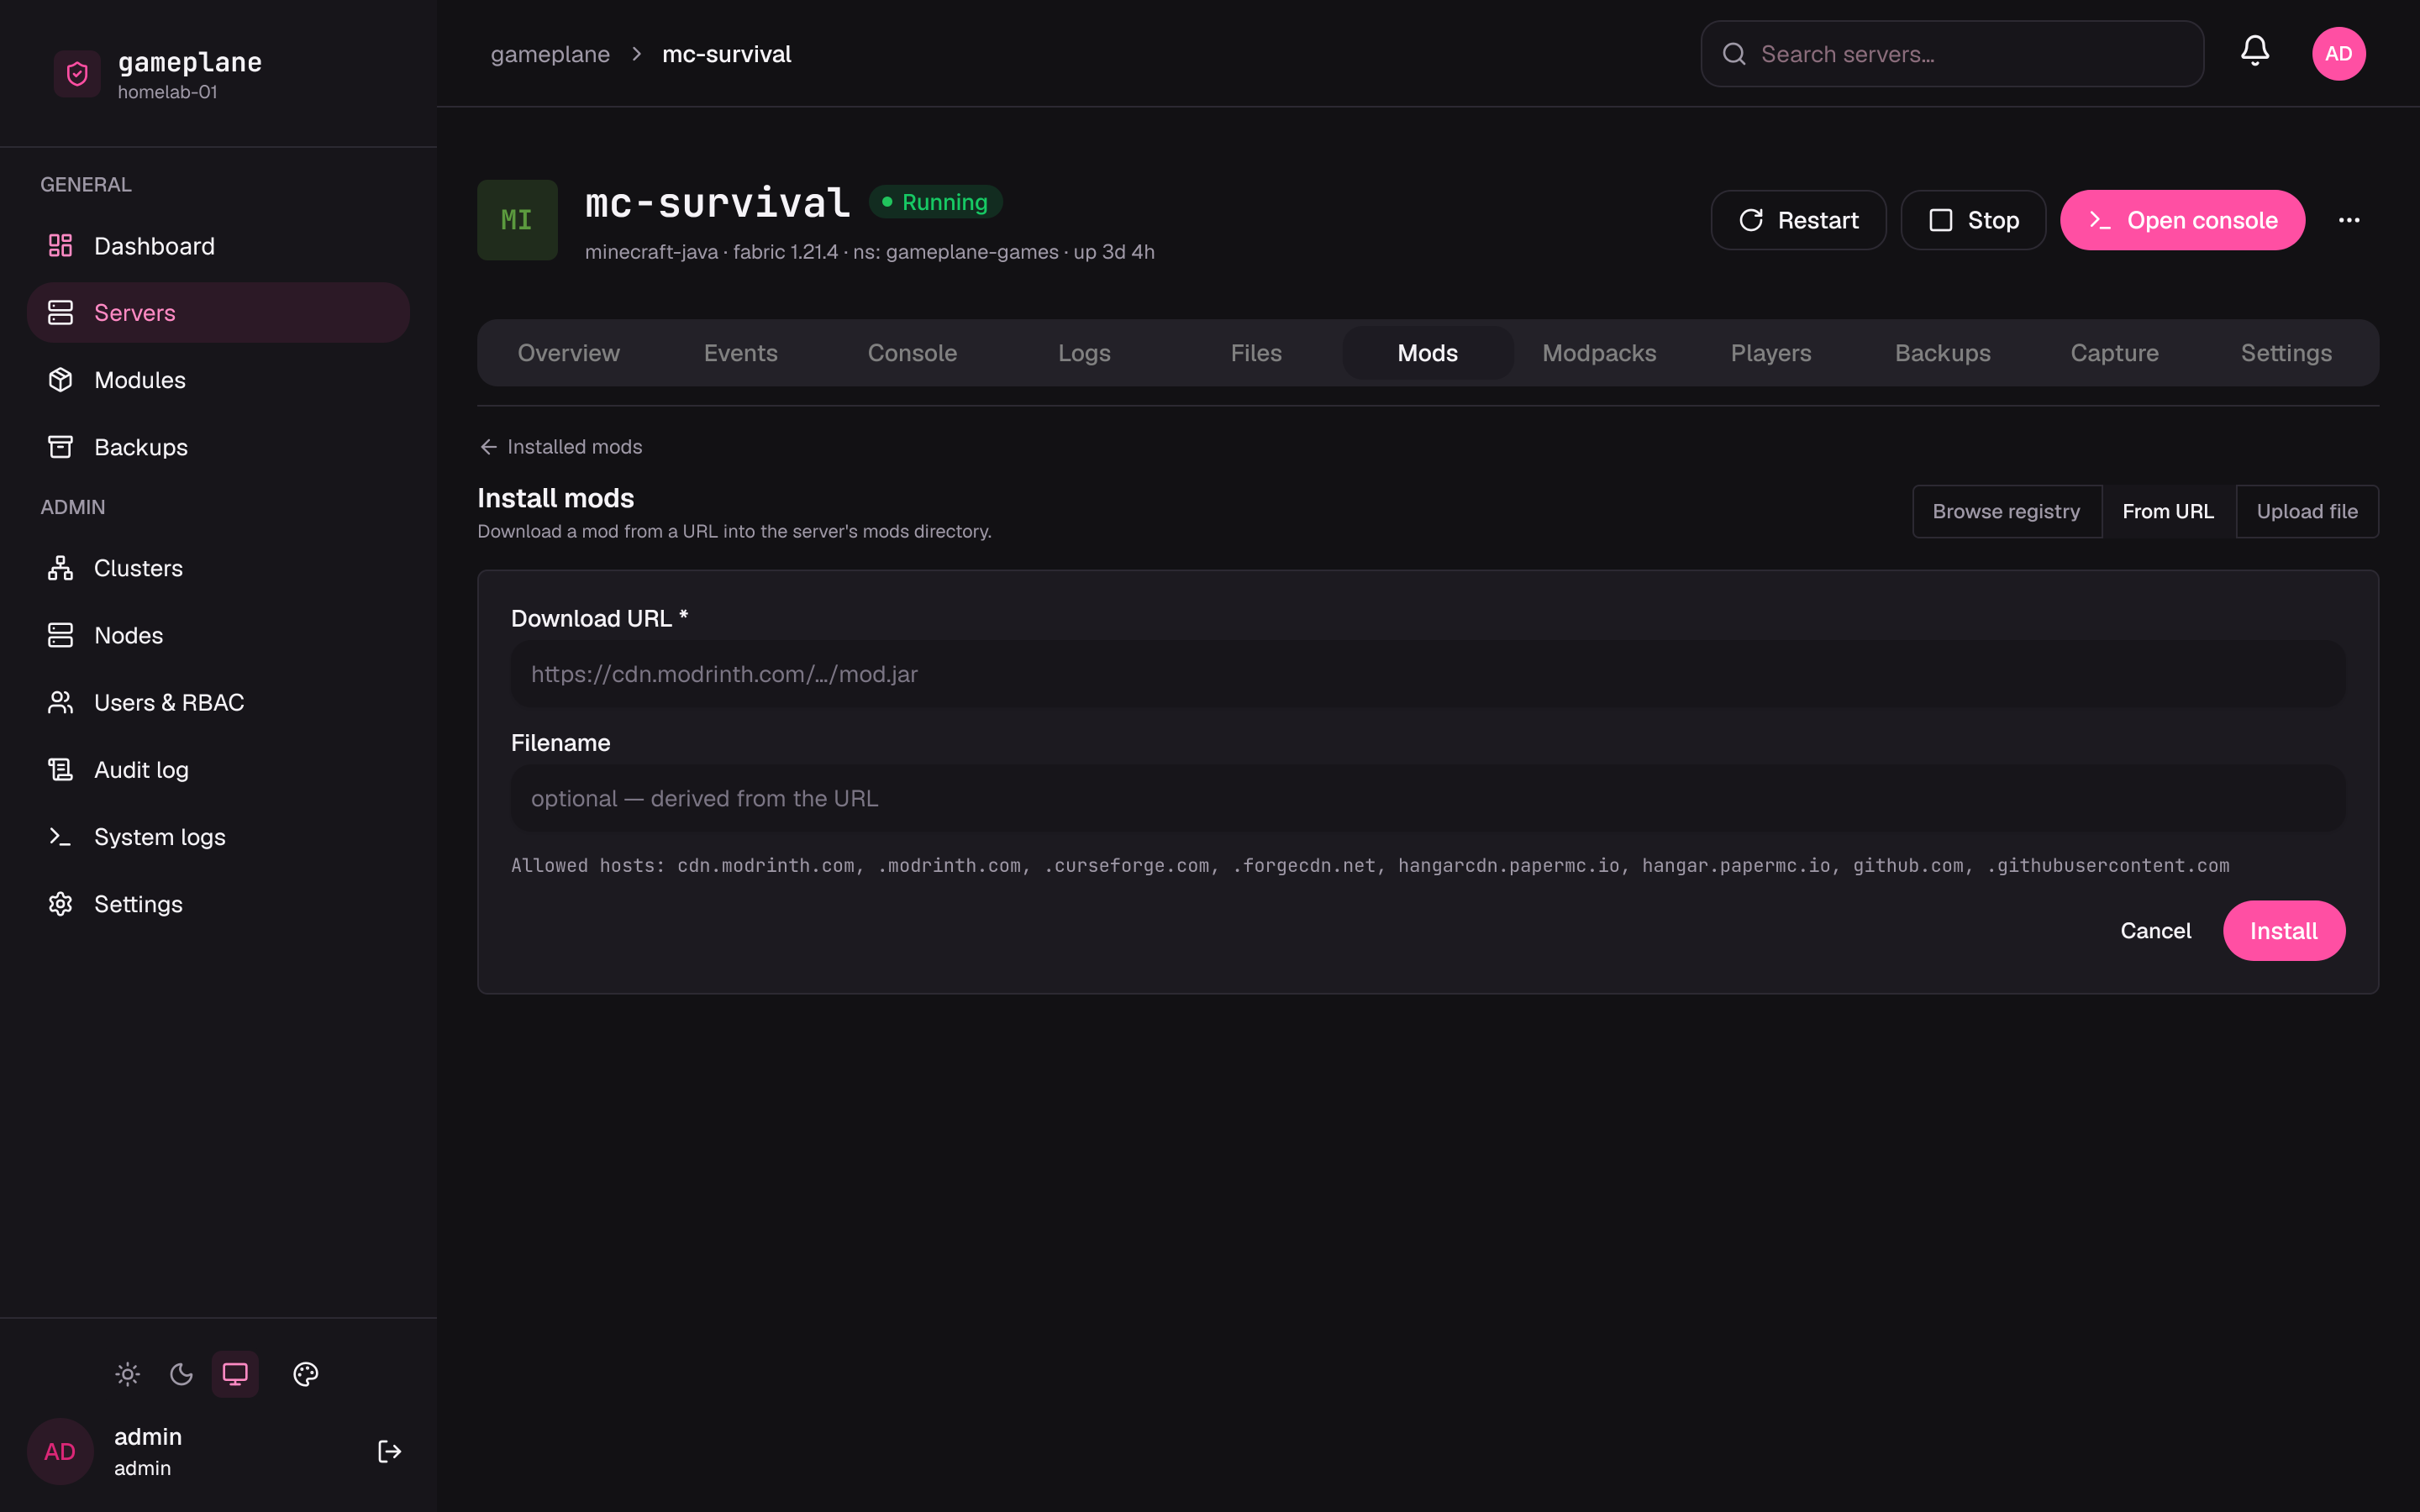 gameplane
homelab-01
GENERAL
Dashboard
Servers
Modules
Backups
ADMIN
Clusters
Nodes
Users & RBAC
Audit log
System logs
Settings
AD
admin
admin
gameplane > mc-survival
Search servers...
AD
MI
mc-survival
Running
minecraft-java · fabric 1.21.4 · ns: gameplane-games · up 3d 4h
Restart
Stop
Open console
Overview
Events
Console
Logs
Files
Mods
Modpacks
Players
Backups
Capture
Settings
Installed mods
Install mods
Download a mod from a URL into the server's mods directory.
Browse registry
From URL
Upload file
Download URL *
https://cdn.modrinth.com/.../mod.jar
Filename
optional — derived from the URL
Allowed hosts: cdn.modrinth.com, .modrinth.com, .curseforge.com, .forgecdn.net, hangarcdn.papermc.io, hangar.papermc.io, github.com, .githubusercontent.com
Cancel
Install